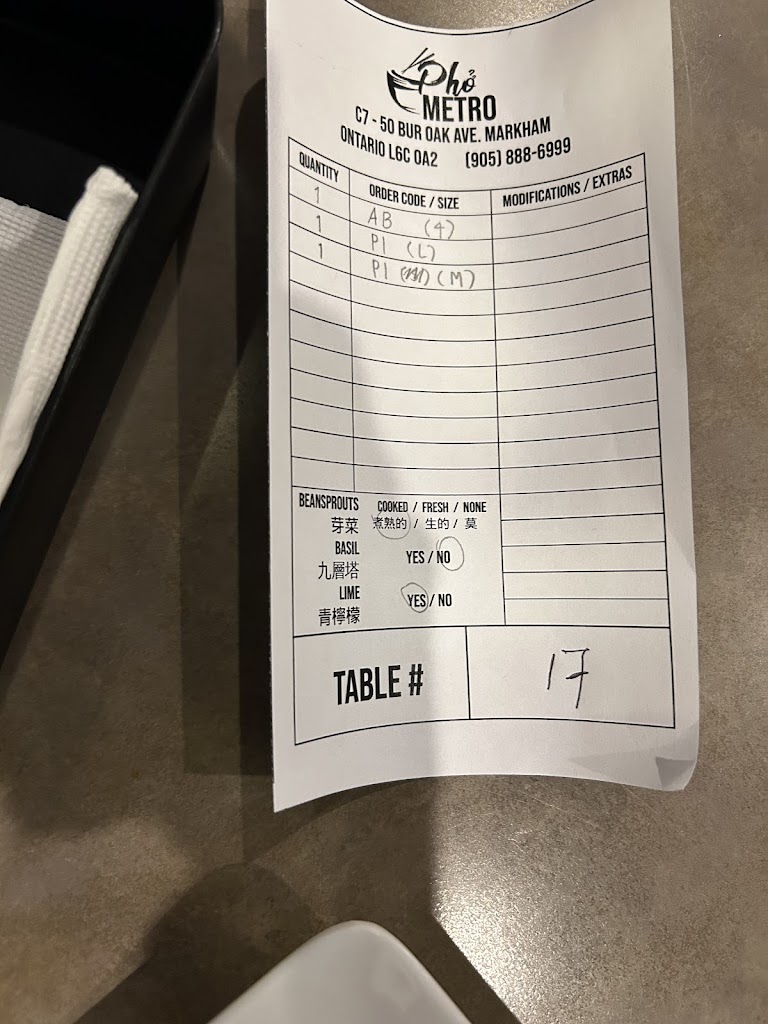 Phở
METRO
C7 - 50 BUR OAK AVE. MARKHAM
ONTARIO L6C 0A2 (905) 888-6999
QUANTITY ORDER CODE / SIZE MODIFICATIONS / EXTRAS
1 AB (4)
1 P1 (L)
1 P1 (M)
BEANSPROUTS COOKED / FRESH / NONE
芽菜 煮熟的 / 生的 / 莫
BASIL YES / NO
九層塔
LIME YES / NO
青檸檬
TABLE # 17